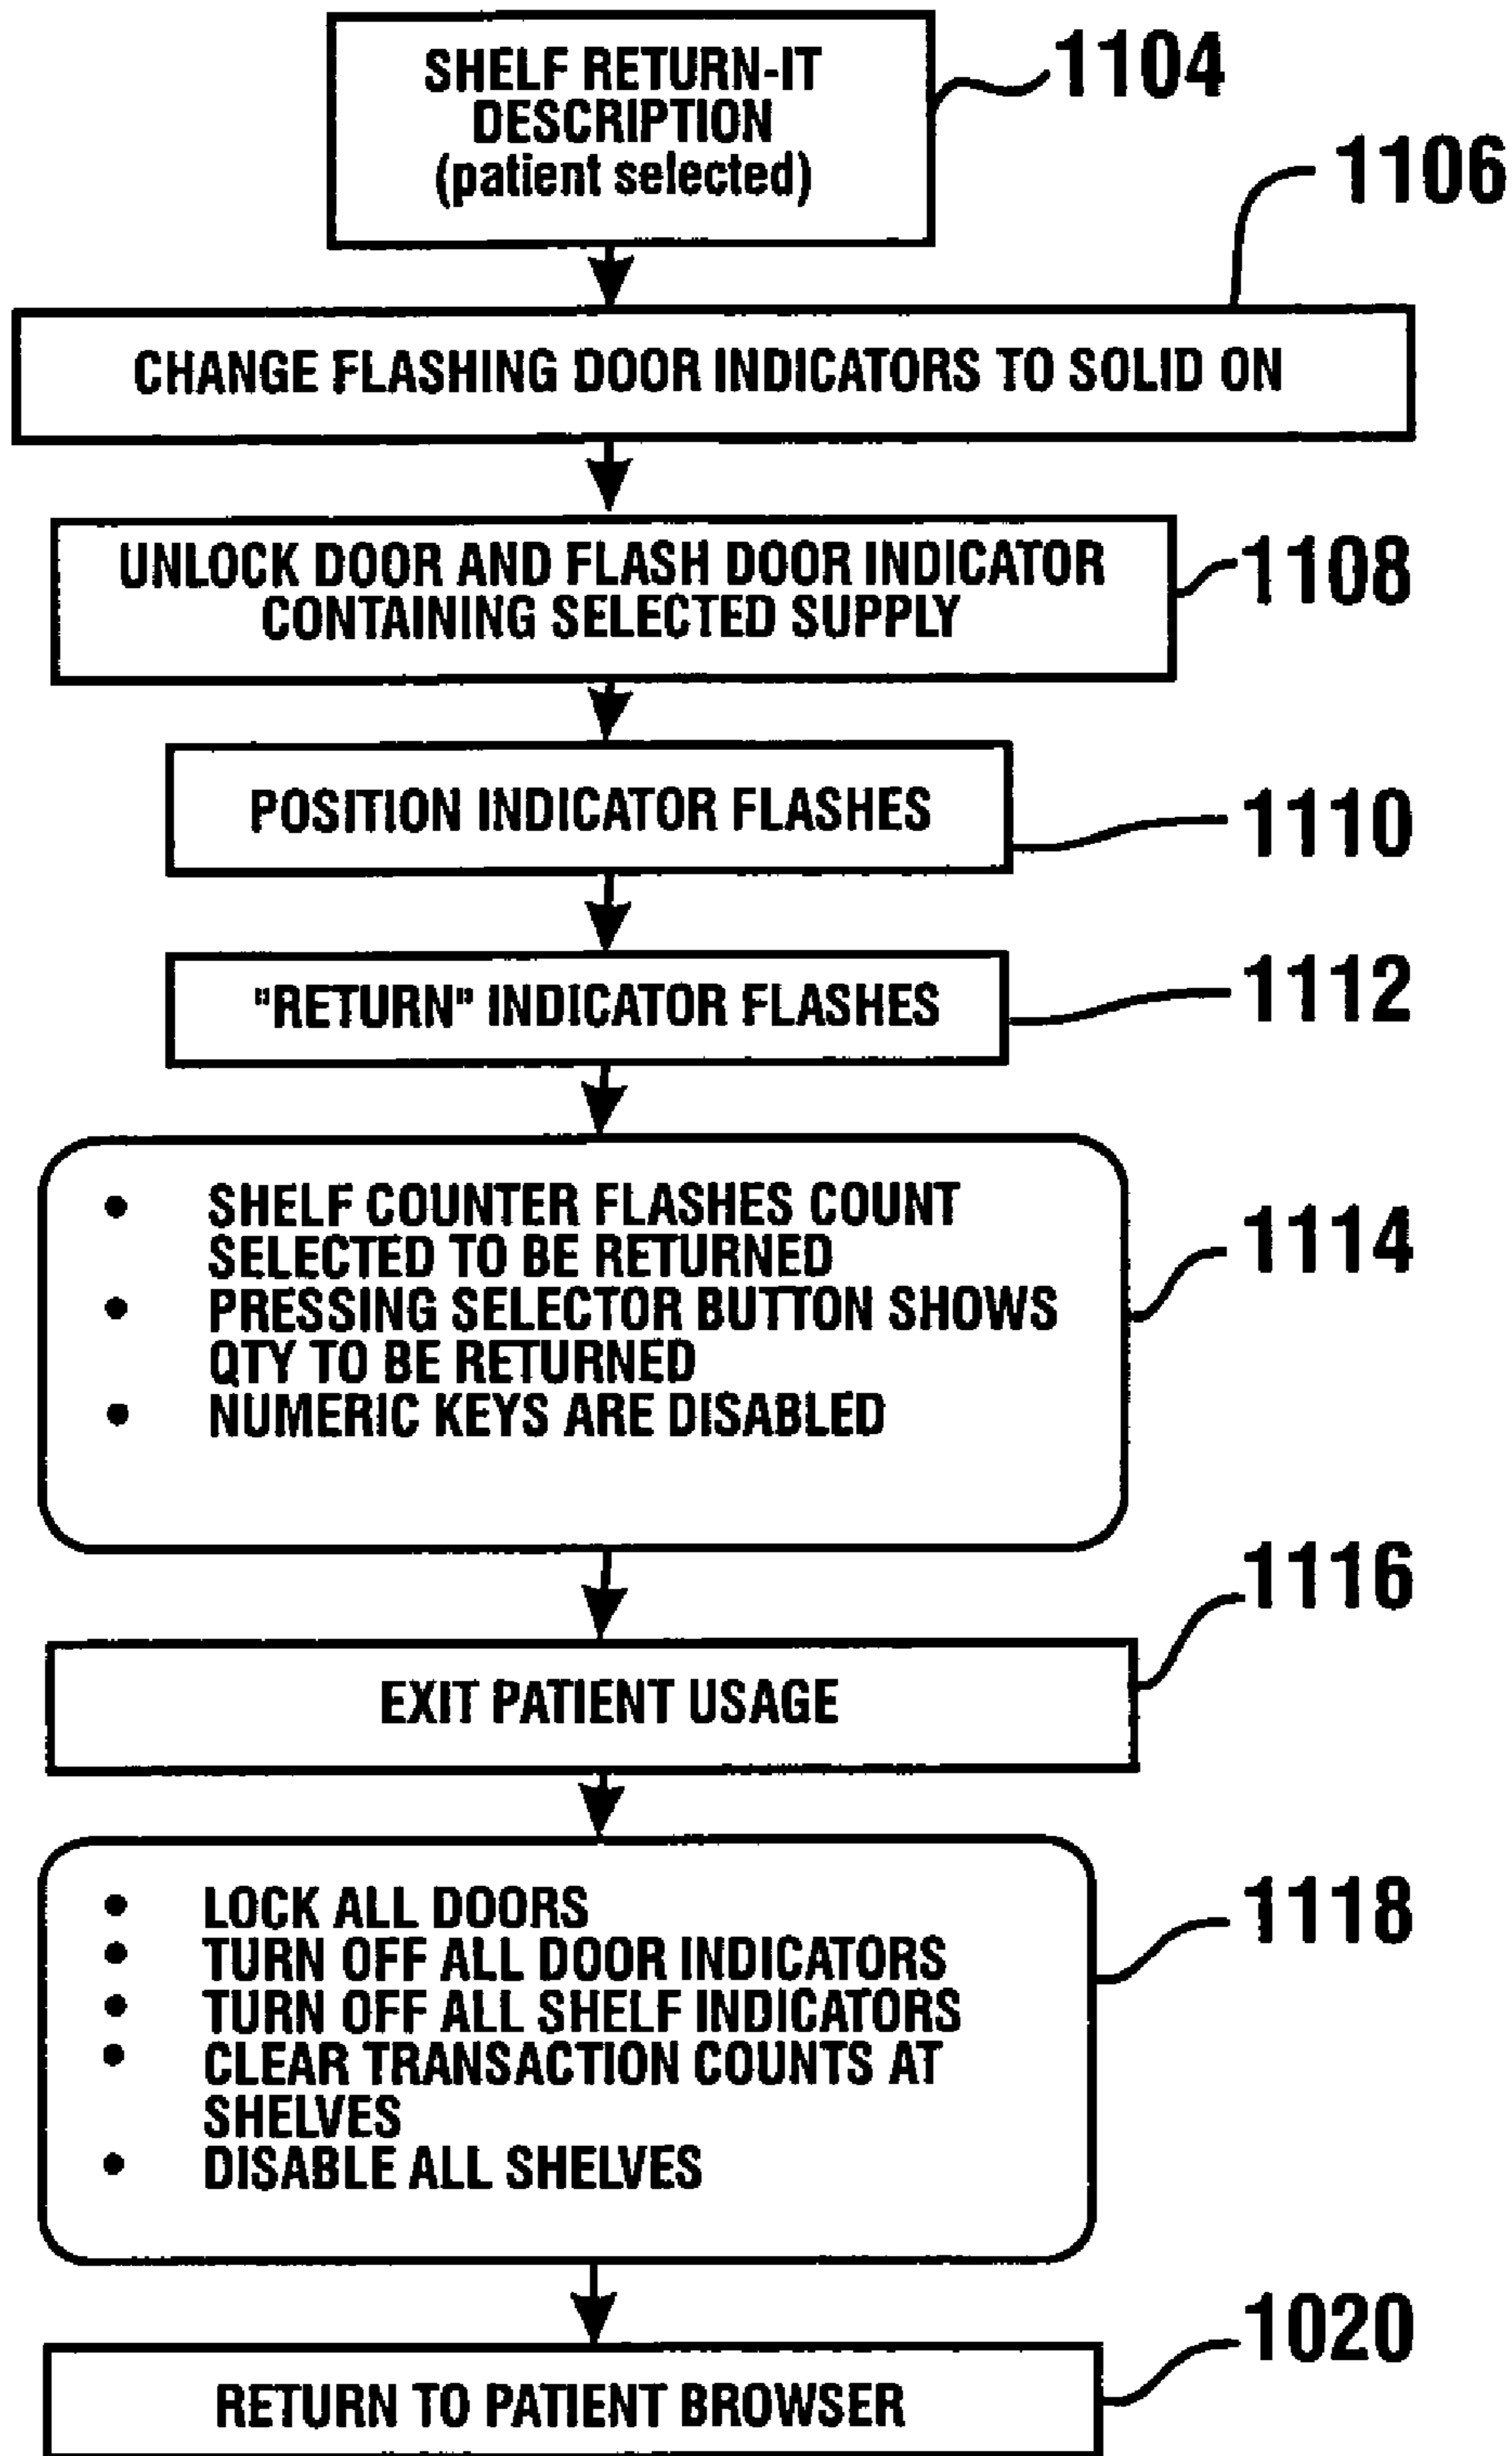 SHELF RETURN-IT
DESCRIPTION
(patient selected)
1104
1106
CHANGE FLASHING DOOR INDICATORS TO SOLID ON
UNLOCK DOOR AND FLASH DOOR INDICATOR
CONTAINING SELECTED SUPPLY
1108
POSITION INDICATOR FLASHES
1110
"RETURN" INDICATOR FLASHES
1112
• SHELF COUNTER FLASHES COUNT
SELECTED TO BE RETURNED
• PRESSING SELECTOR BUTTON SHOWS
QTY TO BE RETURNED
• NUMERIC KEYS ARE DISABLED
1114
EXIT PATIENT USAGE
1116
• LOCK ALL DOORS
• TURN OFF ALL DOOR INDICATORS
• TURN OFF ALL SHELF INDICATORS
• CLEAR TRANSACTION COUNTS AT
SHELVES
• DISABLE ALL SHELVES
1118
RETURN TO PATIENT BROWSER
1020